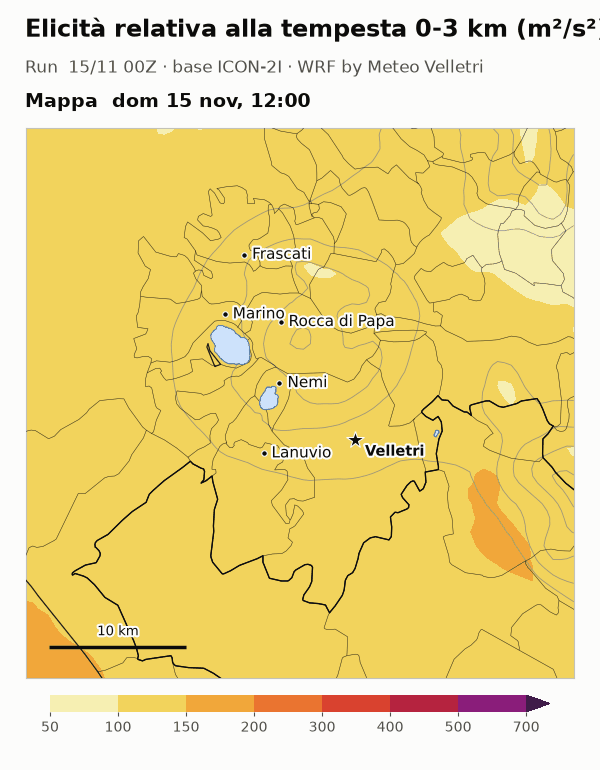 Elicità relativa alla tempesta 0-3 km (m²/s²)
Run  15/11 00Z · base ICON-2I · WRF by Meteo Velletri
Mappa  dom 15 nov, 12:00
Frascati
Marino
Rocca di Papa
Nemi
Velletri
Lanuvio
10 km
50 100 150 200 300 400 500 700